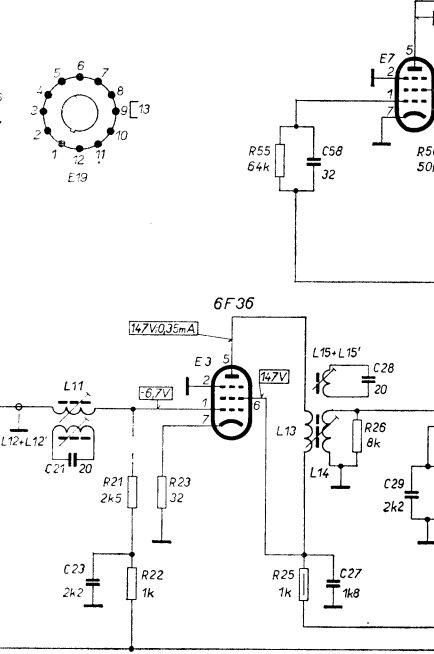 5
6
7
4
8
3
9
13
2
10
1
12
11
E19
5
E7
2
1
7
R55
64k
C58
32
6F36
147V;0,35mA
E3
5
2
147V
-6,7V
1
7
6
L11
L12+L12'
C21
20
R21
2k5
R23
32
C23
2k2
R22
1k
L15+L15'
C28
20
L13
L14
R26
8k
C29
2k2
R25
1k
C27
1k8